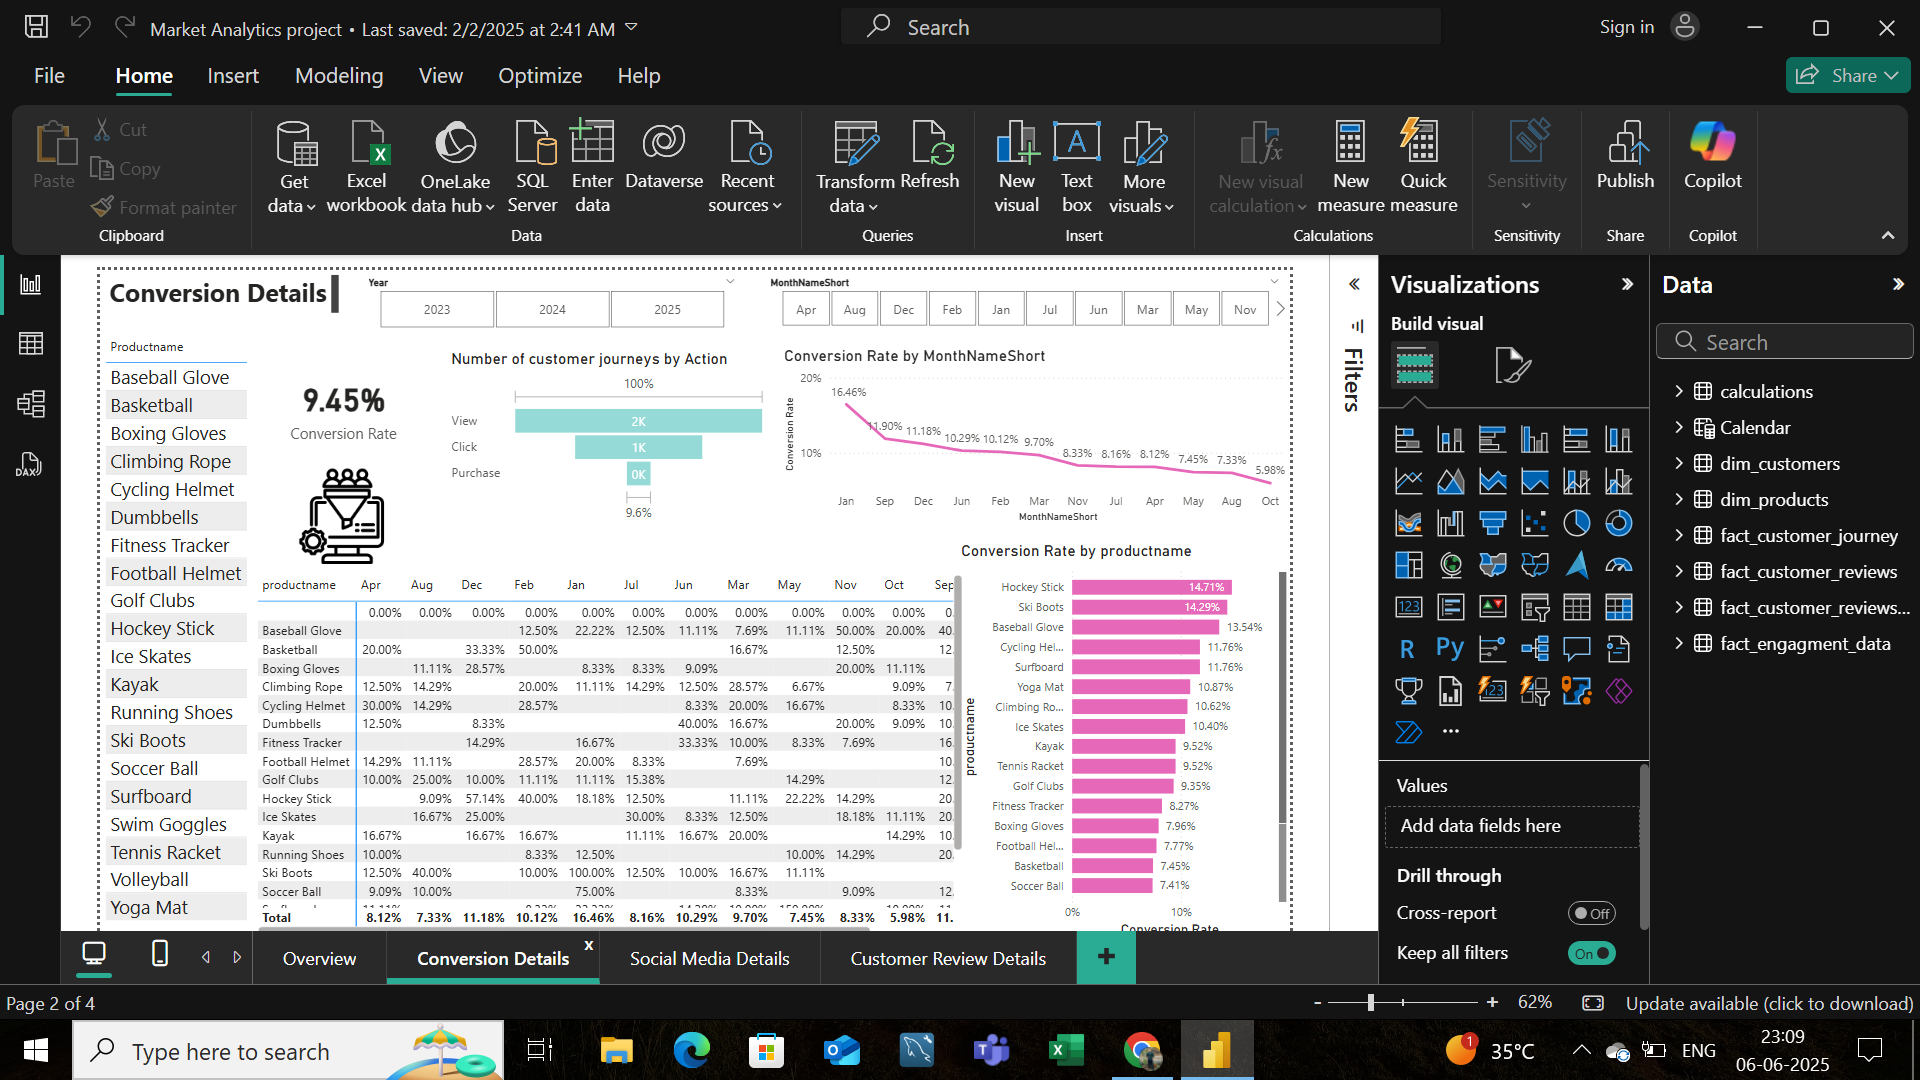 Market Analytics project • Last saved: 2/2/2025 at 2:41 AM
Search
Sign in
File Home Insert Modeling View Optimize Help
Share
Paste
Cut
Copy
Format painter
Clipboard
Get data
Excel workbook
OneLake data hub
SQL Server
Enter data
Dataverse
Recent sources
Data
Transform data
Refresh
Queries
New visual
Text box
More visuals
Insert
New visual calculation
New measure
Quick measure
Calculations
Sensitivity
Sensitivity
Publish
Share
Copilot
Copilot
Conversion Details
Year
2023 2024 2025
MonthNameShort
Apr Aug Dec Feb Jan Jul Jun Mar May Nov
Productname
Baseball Glove
Basketball
Boxing Gloves
Climbing Rope
Cycling Helmet
Dumbbells
Fitness Tracker
Football Helmet
Golf Clubs
Hockey Stick
Ice Skates
Kayak
Running Shoes
Ski Boots
Soccer Ball
Surfboard
Swim Goggles
Tennis Racket
Volleyball
Yoga Mat
9.45%
Conversion Rate
Number of customer journeys by Action
100%
View 2K
Click 1K
Purchase 0K
9.6%
Conversion Rate by MonthNameShort
Conversion Rate
20%
10%
16.46% 11.90% 11.18% 10.29% 10.12% 9.70% 8.33% 8.16% 8.12% 7.45% 7.33% 5.98%
Jan Sep Dec Jun Feb Mar Nov Jul Apr May Aug Oct
MonthNameShort
productname Apr Aug Dec Feb Jan Jul Jun Mar May Nov Oct Sep
0.00% 0.00% 0.00% 0.00% 0.00% 0.00% 0.00% 0.00% 0.00% 0.00% 0.00% 0.
Baseball Glove 12.50% 22.22% 12.50% 11.11% 7.69% 11.11% 50.00% 20.00% 40.
Basketball 20.00% 33.33% 50.00% 16.67% 12.50% 12.
Boxing Gloves 11.11% 28.57% 8.33% 8.33% 9.09% 20.00% 11.11%
Climbing Rope 12.50% 14.29% 20.00% 11.11% 14.29% 12.50% 28.57% 6.67% 9.09% 7.
Cycling Helmet 30.00% 14.29% 28.57% 8.33% 20.00% 16.67% 8.33% 10.
Dumbbells 12.50% 8.33% 40.00% 16.67% 20.00% 9.09% 10.
Fitness Tracker 14.29% 16.67% 33.33% 10.00% 8.33% 7.69% 16.
Football Helmet 14.29% 11.11% 28.57% 20.00% 8.33% 7.69% 10.
Golf Clubs 10.00% 25.00% 10.00% 11.11% 11.11% 15.38% 14.29% 12.
Hockey Stick 9.09% 57.14% 40.00% 18.18% 12.50% 11.11% 22.22% 14.29% 20.
Ice Skates 16.67% 25.00% 30.00% 8.33% 12.50% 18.18% 11.11% 20.
Kayak 16.67% 16.67% 16.67% 11.11% 16.67% 20.00% 14.29% 10.
Running Shoes 10.00% 8.33% 12.50% 10.00% 14.29% 20.
Ski Boots 12.50% 40.00% 10.00% 100.00% 12.50% 10.00% 16.67% 11.11%
Soccer Ball 9.09% 10.00% 75.00% 8.33% 9.09% 12.
Total 8.12% 7.33% 11.18% 10.12% 16.46% 8.16% 10.29% 9.70% 7.45% 8.33% 5.98% 11.
Conversion Rate by productname
productname
Hockey Stick 14.71%
Ski Boots 14.29%
Baseball Glove 13.54%
Cycling Hel... 11.76%
Surfboard 11.76%
Yoga Mat 10.87%
Climbing Ro... 10.62%
Ice Skates 10.40%
Kayak 9.52%
Tennis Racket 9.52%
Golf Clubs 9.35%
Fitness Tracker 8.27%
Boxing Gloves 7.96%
Football Hel... 7.77%
Basketball 7.45%
Soccer Ball 7.41%
0% 10%
Conversion Rate
Filters
Visualizations
Build visual
Values
Add data fields here
Drill through
Cross-report Off
Keep all filters On
Data
Search
calculations
Calendar
dim_customers
dim_products
fact_customer_journey
fact_customer_reviews
fact_customer_reviews...
fact_engagment_data
Overview
Conversion Details x
Social Media Details
Customer Review Details
+
Page 2 of 4
- + 62%
Update available (click to download)
Type here to search
1
35°C
ENG
23:09
06-06-2025